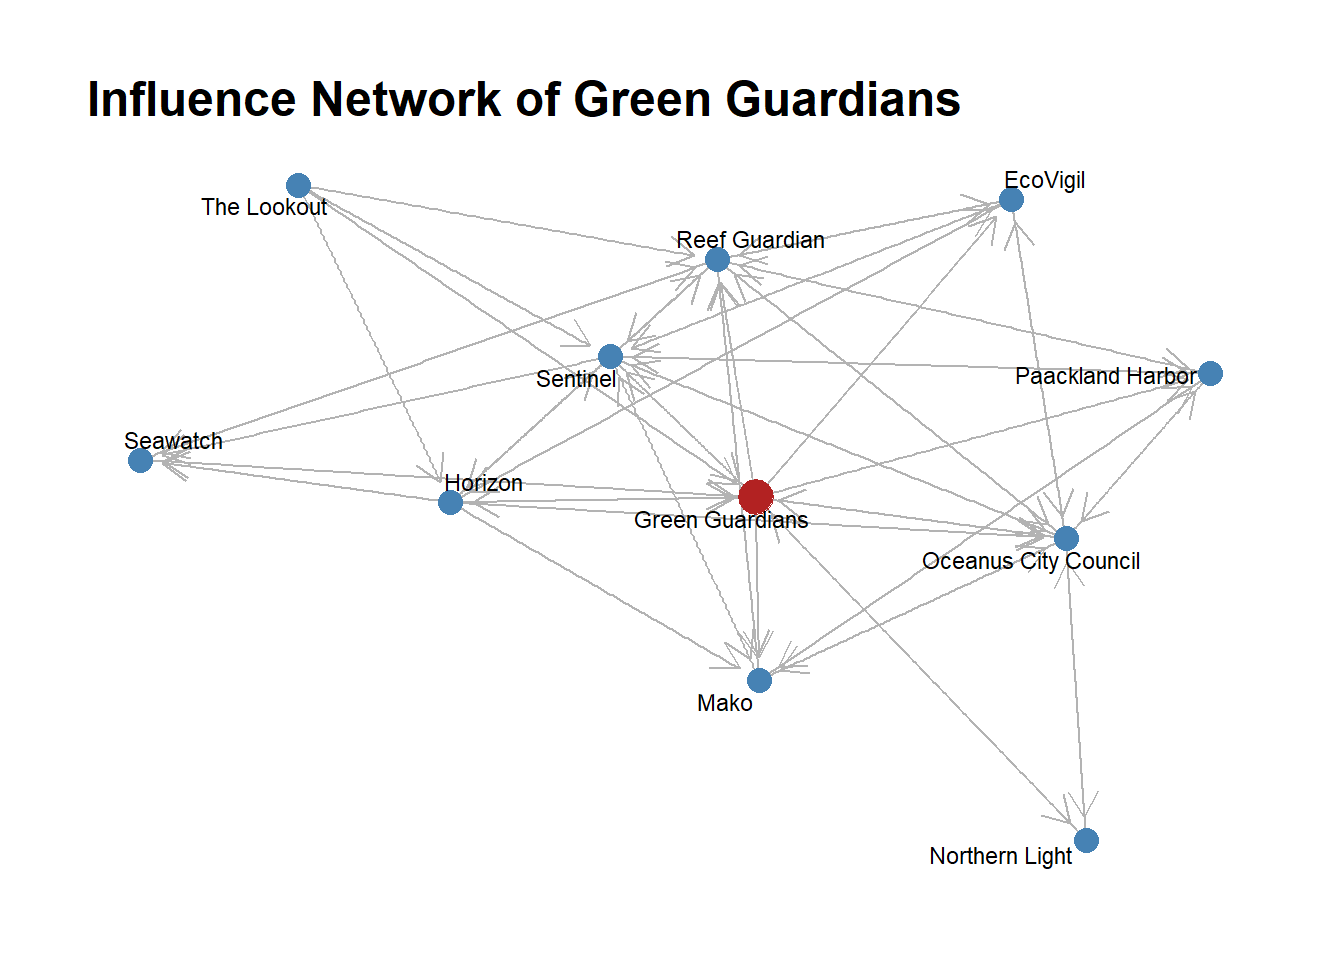 Influence Network of Green Guardians
EcoVigil
The Lookout
Reef Guardian
Paackland Harbor
Sentinel
Seawatch
Horizon
Green Guardians
Oceanus City Council
Mako
Northern Light